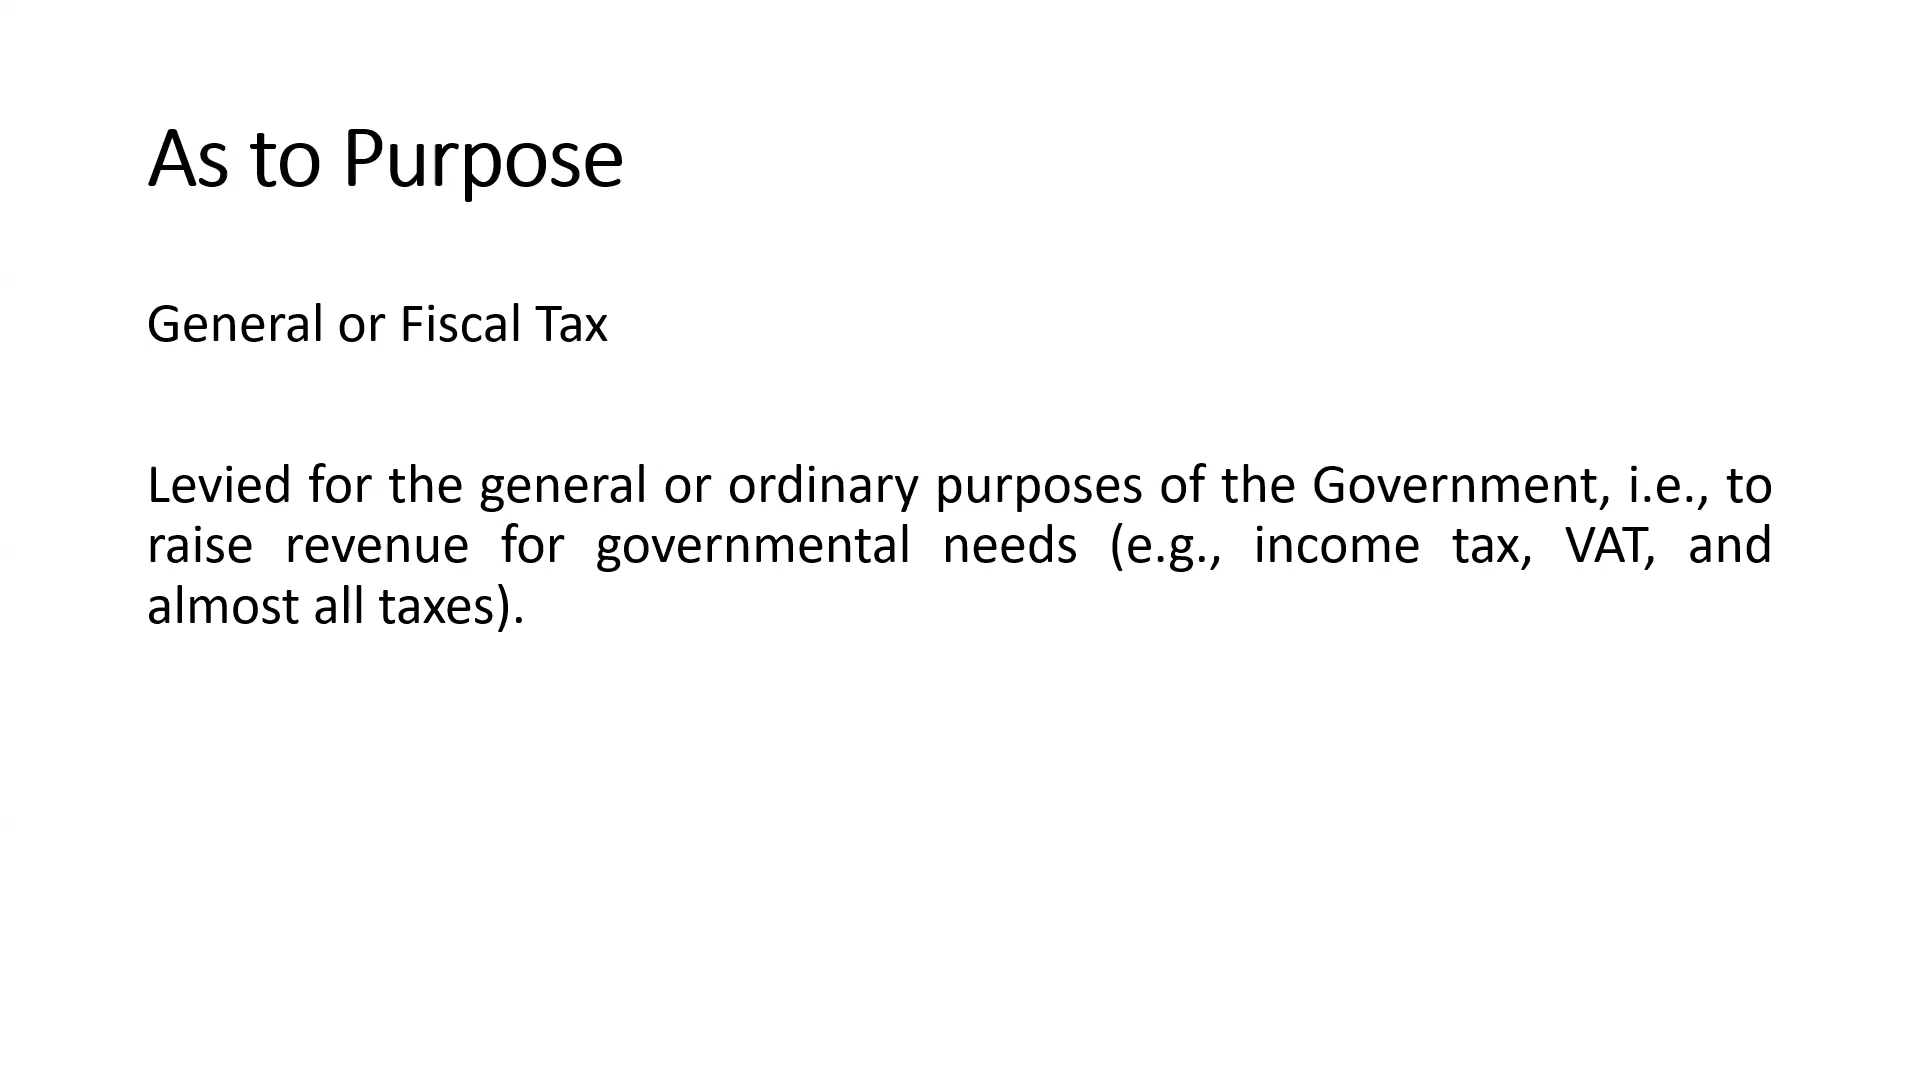 As to Purpose
General or Fiscal Tax
Levied for the general or ordinary purposes of the Government, i.e., to
raise revenue for governmental needs (e.g., income tax, VAT, and
almost all taxes).